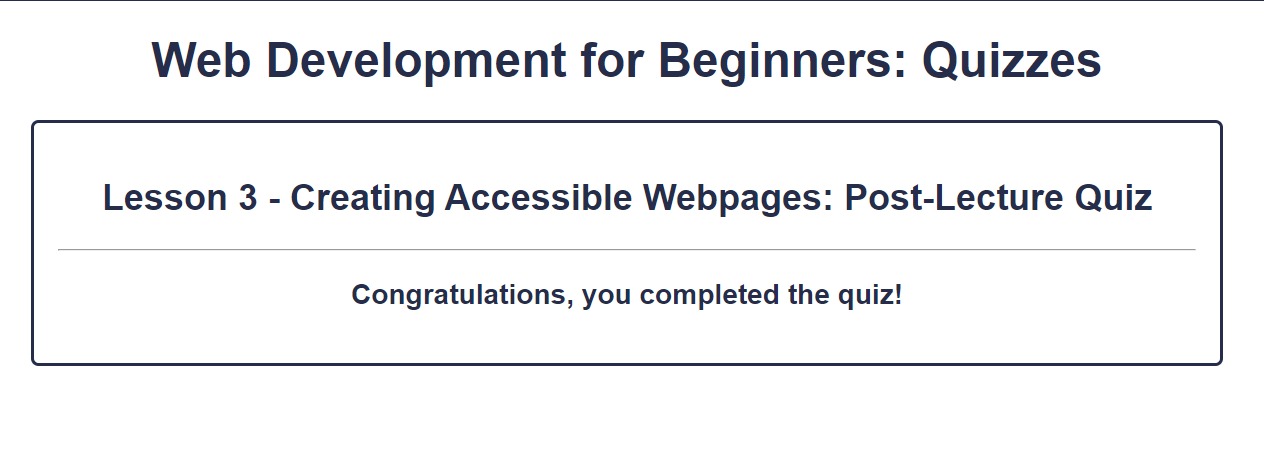 Web Development for Beginners: Quizzes
Lesson 3 - Creating Accessible Webpages: Post-Lecture Quiz
Congratulations, you completed the quiz!